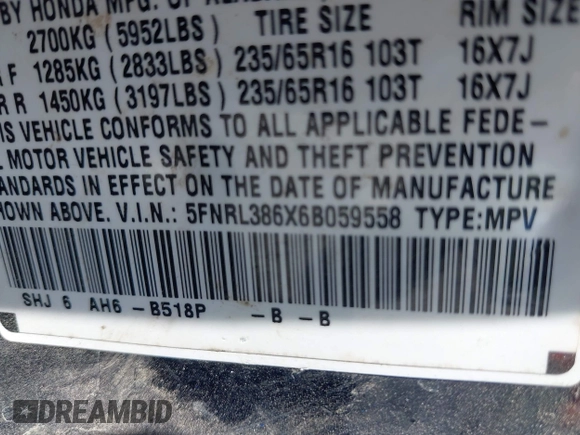 BY HONDA MFG. OF
TIRE SIZE RIM SIZE
2700KG (5952LBS)
F 1285KG (2833LBS) 235/65R16 103T 16X7J
R 1450KG (3197LBS) 235/65R16 103T 16X7J
IS VEHICLE CONFORMS TO ALL APPLICABLE FEDE-
L MOTOR VEHICLE SAFETY AND THEFT PREVENTION
ANDARDS IN EFFECT ON THE DATE OF MANUFACTURE
HOWN ABOVE. V.I.N.: 5FNRL386X6B059558 TYPE:MPV
SHJ 6 AH6 -B518P -B -B
DREAMBID